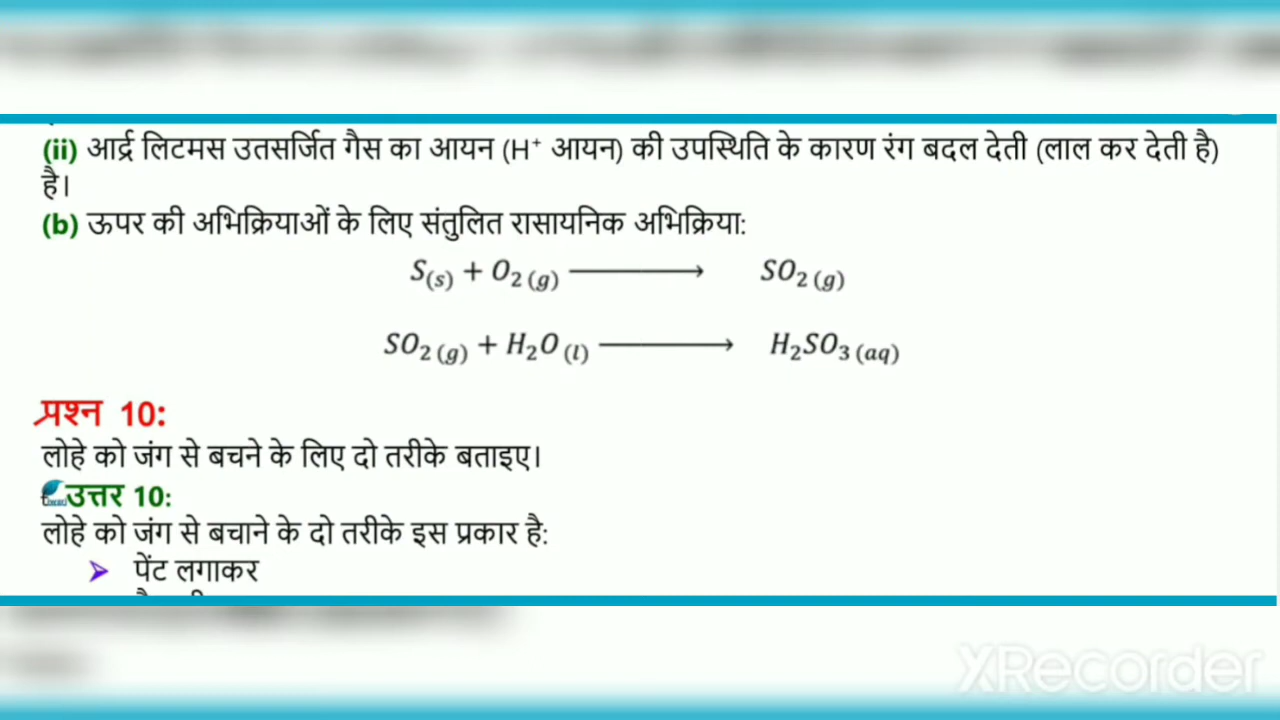 (ii) आर्द्र लिटमस उतसर्जित गैस का आयन (H⁺ आयन) की उपस्थिति के कारण रंग बदल देती (लाल कर देती है)
है।
(b) ऊपर की अभिक्रियाओं के लिए संतुलित रासायनिक अभिक्रिया:
S(s) + O₂ (g) ⟶ SO₂ (g)
SO₂ (g) + H₂O (l) ⟶ H₂SO₃ (aq)
प्रश्न 10:
लोहे को जंग से बचने के लिए दो तरीके बताइए।
उत्तर 10:
लोहे को जंग से बचाने के दो तरीके इस प्रकार है:
➢ पेंट लगाकर
XRecorder